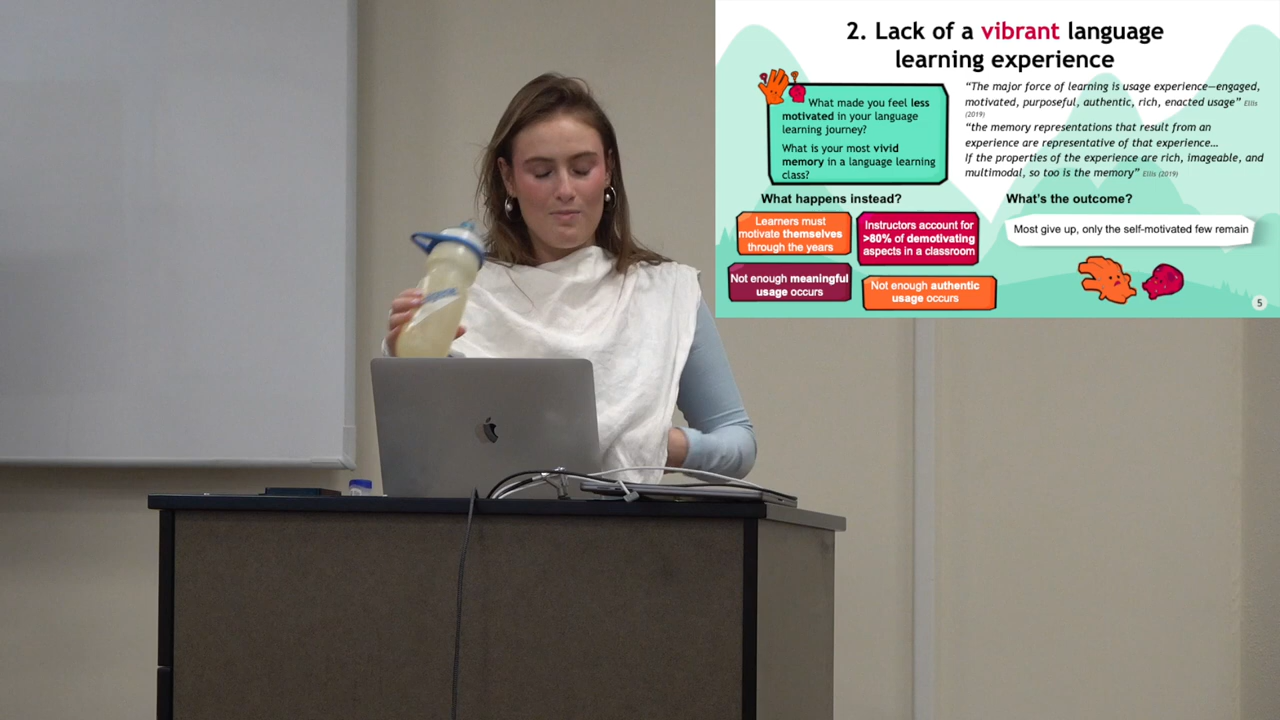 2. Lack of a vibrant language
learning experience
What made you feel less
motivated in your language
learning journey?
What is your most vivid
memory in a language learning
class?
“The major force of learning is usage experience—engaged,
motivated, purposeful, authentic, rich, enacted usage” Ellis
(2019)
“the memory representations that result from an
experience are representative of that experience…
If the properties of the experience are rich, imageable, and
multimodal, so too is the memory” Ellis (2019)
What happens instead?
Learners must
motivate themselves
through the years
Instructors account for
>80% of demotivating
aspects in a classroom
Not enough meaningful
usage occurs
Not enough authentic
usage occurs
What’s the outcome?
Most give up, only the self-motivated few remain
5